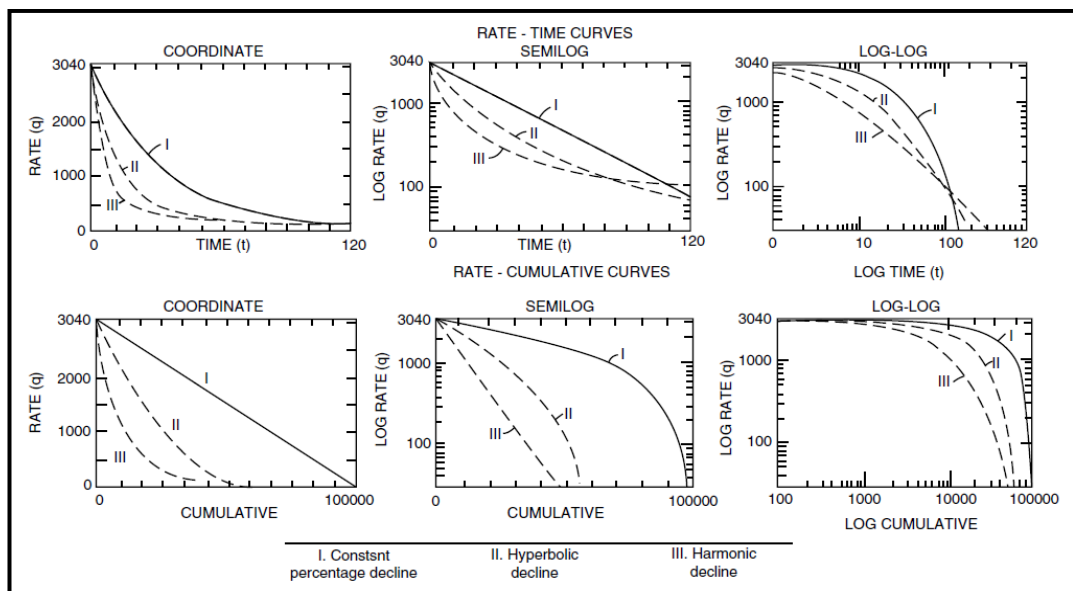 RATE - TIME CURVES
COORDINATE
SEMILOG
LOG-LOG
3040
2000
1000
0
RATE (q)
I
II
III
0
TIME (t)
120
3040
1000
100
LOG RATE (q)
I
II
III
0
TIME (t)
120
3040
1000
100
LOG RATE (q)
I
II
III
0
10
100
120
LOG TIME (t)
RATE - CUMULATIVE CURVES
COORDINATE
SEMILOG
LOG-LOG
3040
2000
1000
0
RATE (q)
I
II
III
0
100000
CUMULATIVE
3040
1000
100
LOG RATE (q)
I
II
III
0
100000
CUMULATIVE
3040
1000
100
LOG RATE (q)
I
II
III
100
1000
10000
100000
LOG CUMULATIVE
I. Constsnt
percentage decline
II. Hyperbolic
decline
III. Harmonic
decline